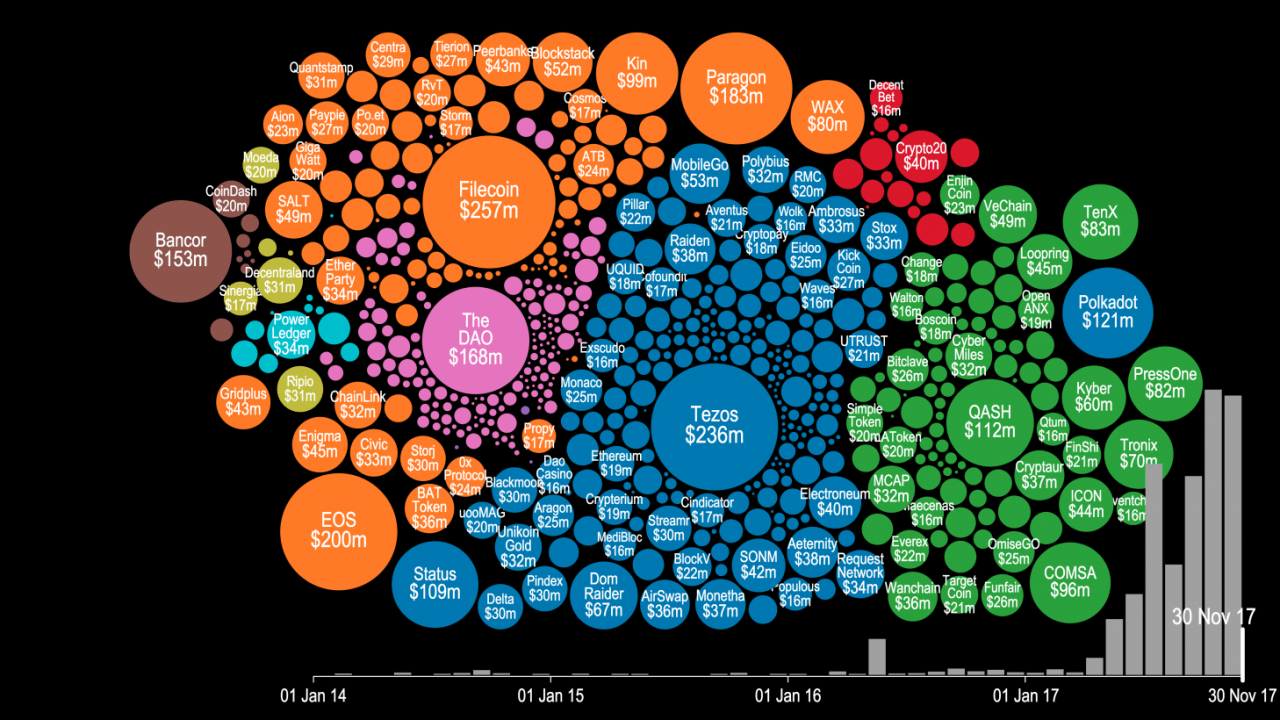 Centra
$29m
Tierion
$27m
Peerbanks
$43m
Blockstack
$52m
Kin
$99m
Paragon
$183m
Quantstamp
$31m
RvT
$20m
Cosmos
$17m
WAX
$80m
Decent
Bet
$16m
Aion
$23m
Paypie
$27m
Po.et
$20m
Storm
$17m
Moeda
$20m
Giga
Watt
$20m
ATB
$24m
MobileGo
$53m
Polybius
$32m
RMC
$20m
Crypto20
$40m
CoinDash
$20m
SALT
$49m
Filecoin
$257m
Pillar
$22m
Aventus
$21m
Wolk
$16m
Ambrosus
$33m
Enjin
Coin
$23m
VeChain
$49m
TenX
$83m
Bancor
$153m
Raiden
$38m
Cryptopay
$18m
Eidoo
$25m
Stox
$33m
Kick
Coin
$27m
Loopring
$45m
Change
$18m
Decentraland
$31m
Ether
Party
$34m
UQUID
$18m
$17m
Waves
$16m
Walton
$16m
Open
ANX
$19m
Polkadot
$121m
Sinergia
$17m
Power
Ledger
$34m
The
DAO
$168m
Boscoin
$18m
Exscudo
$16m
UTRUST
$21m
Cyber
Miles
$32m
Bitclave
$26m
PressOne
$82m
Gridplus
$43m
Ripio
$31m
ChainLink
$32m
Monaco
$25m
Kyber
$60m
Tezos
$236m
Simple
Token
$20m
QASH
$112m
Qtum
$16m
Enigma
$45m
Civic
$33m
Storj
$30m
Propy
$17m
AToken
$20m
FinShi
$21m
Tronix
$70m
0x
Protocol
$24m
Blackmoon
$30m
Dao
Casino
$16m
Ethereum
$19m
Cryptaur
$37m
MCAP
$32m
BAT
Token
$36m
Electroneum
$40m
ICON
$44m
$16m
EOS
$200m
$20m
Aragon
$25m
Crypterium
$19m
Cindicator
$17m
$16m
Unikoin
Gold
$32m
MediBloc
$16m
Streamr
$30m
Aeternity
$38m
Everex
$22m
OmiseGO
$25m
Status
$109m
Pindex
$30m
BlockV
$22m
SONM
$42m
Request
Network
$34m
COMSA
$96m
Delta
$30m
Dom
Raider
$67m
AirSwap
$36m
Monetha
$37m
$16m
Wanchain
$36m
Target
Coin
$21m
Funfair
$26m
30 Nov 17
01 Jan 14
01 Jan 15
01 Jan 16
01 Jan 17
30 Nov 17